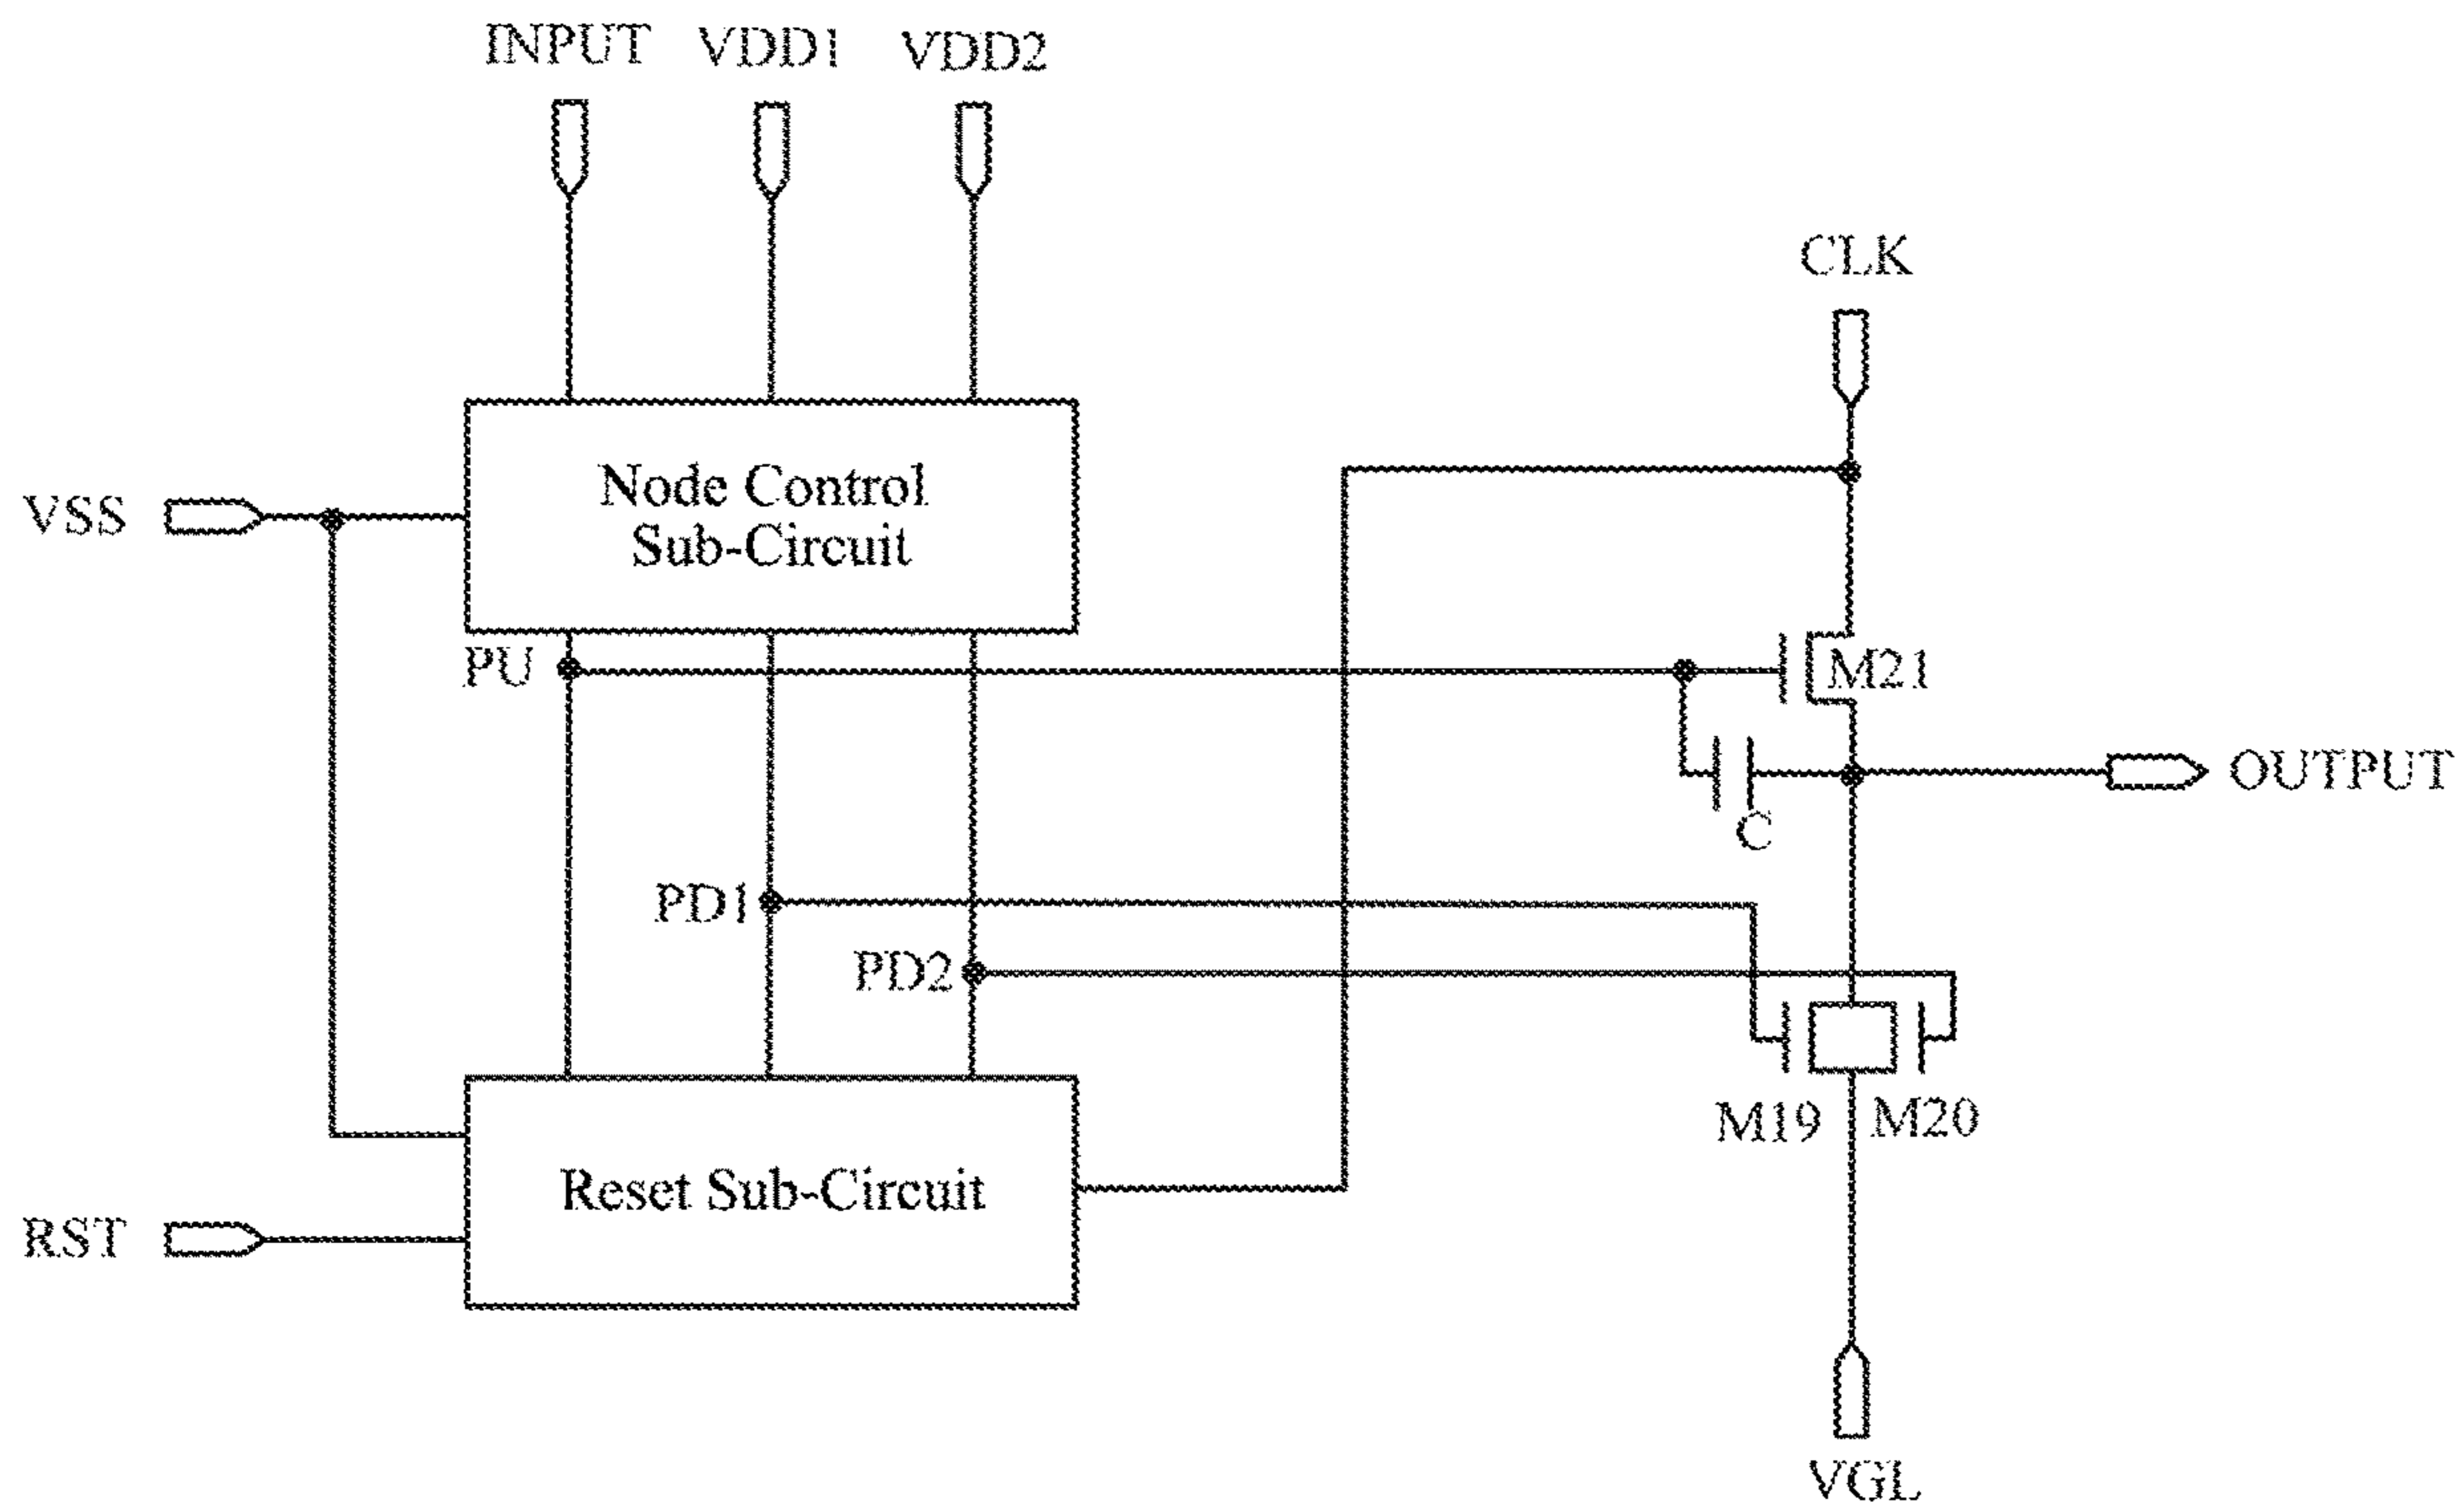 INPUT
VDD1
VDD2
CLK
VSS
Node Control
Sub-Circuit
PU
M21
OUTPUT
C
PD1
PD2
M19
M20
Reset Sub-Circuit
RST
VGL